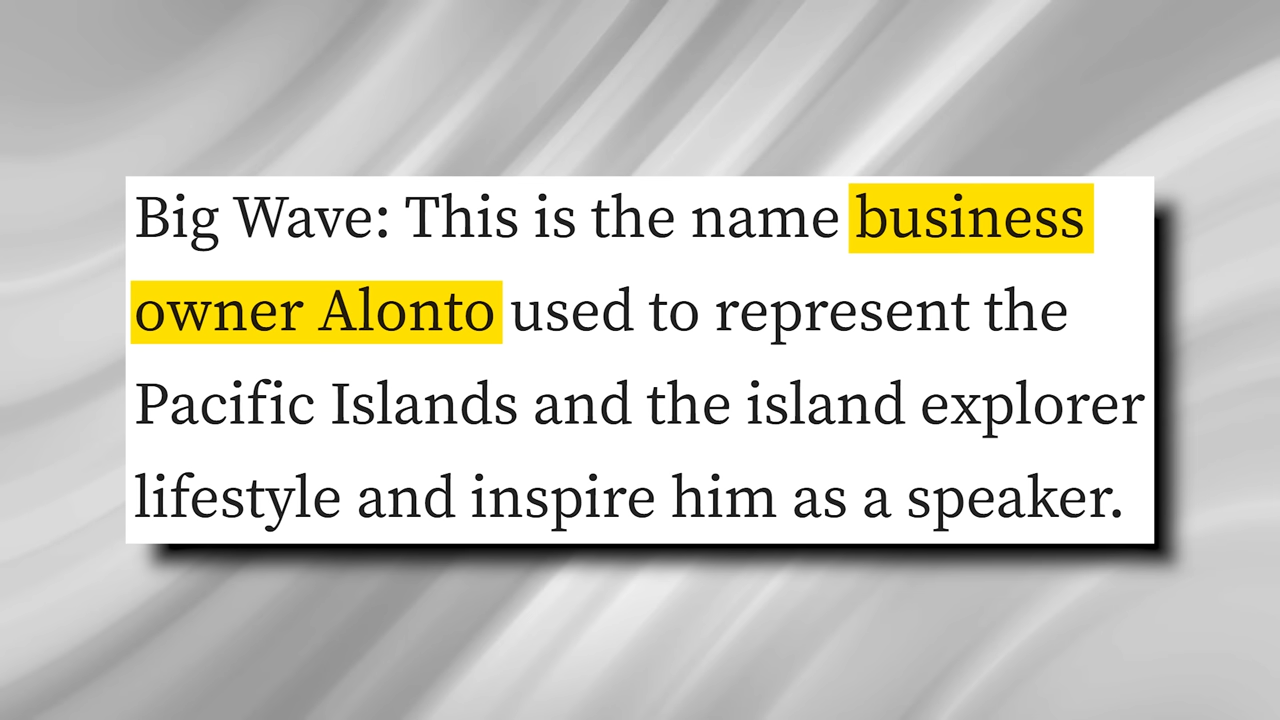 Big Wave: This is the name business
owner Alonto used to represent the
Pacific Islands and the island explorer
lifestyle and inspire him as a speaker.